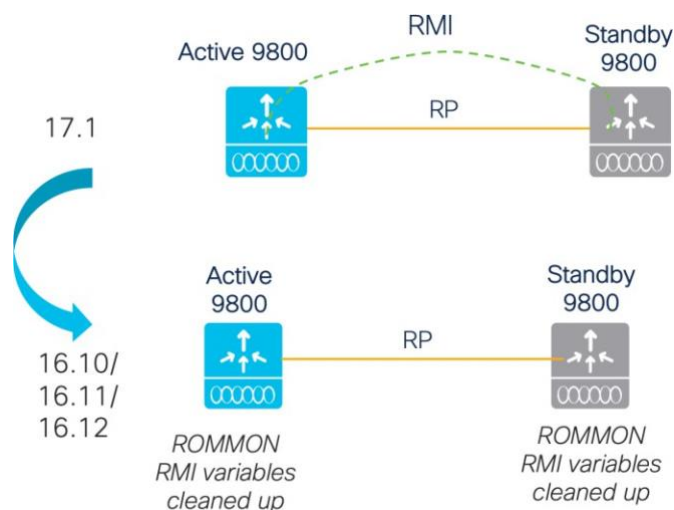 RMI
Active 9800
Standby
9800
17.1
RP
Active
9800
Standby
9800
RP
16.10/
16.11/
16.12
ROMMON
RMI variables
cleaned up
ROMMON
RMI variables
cleaned up